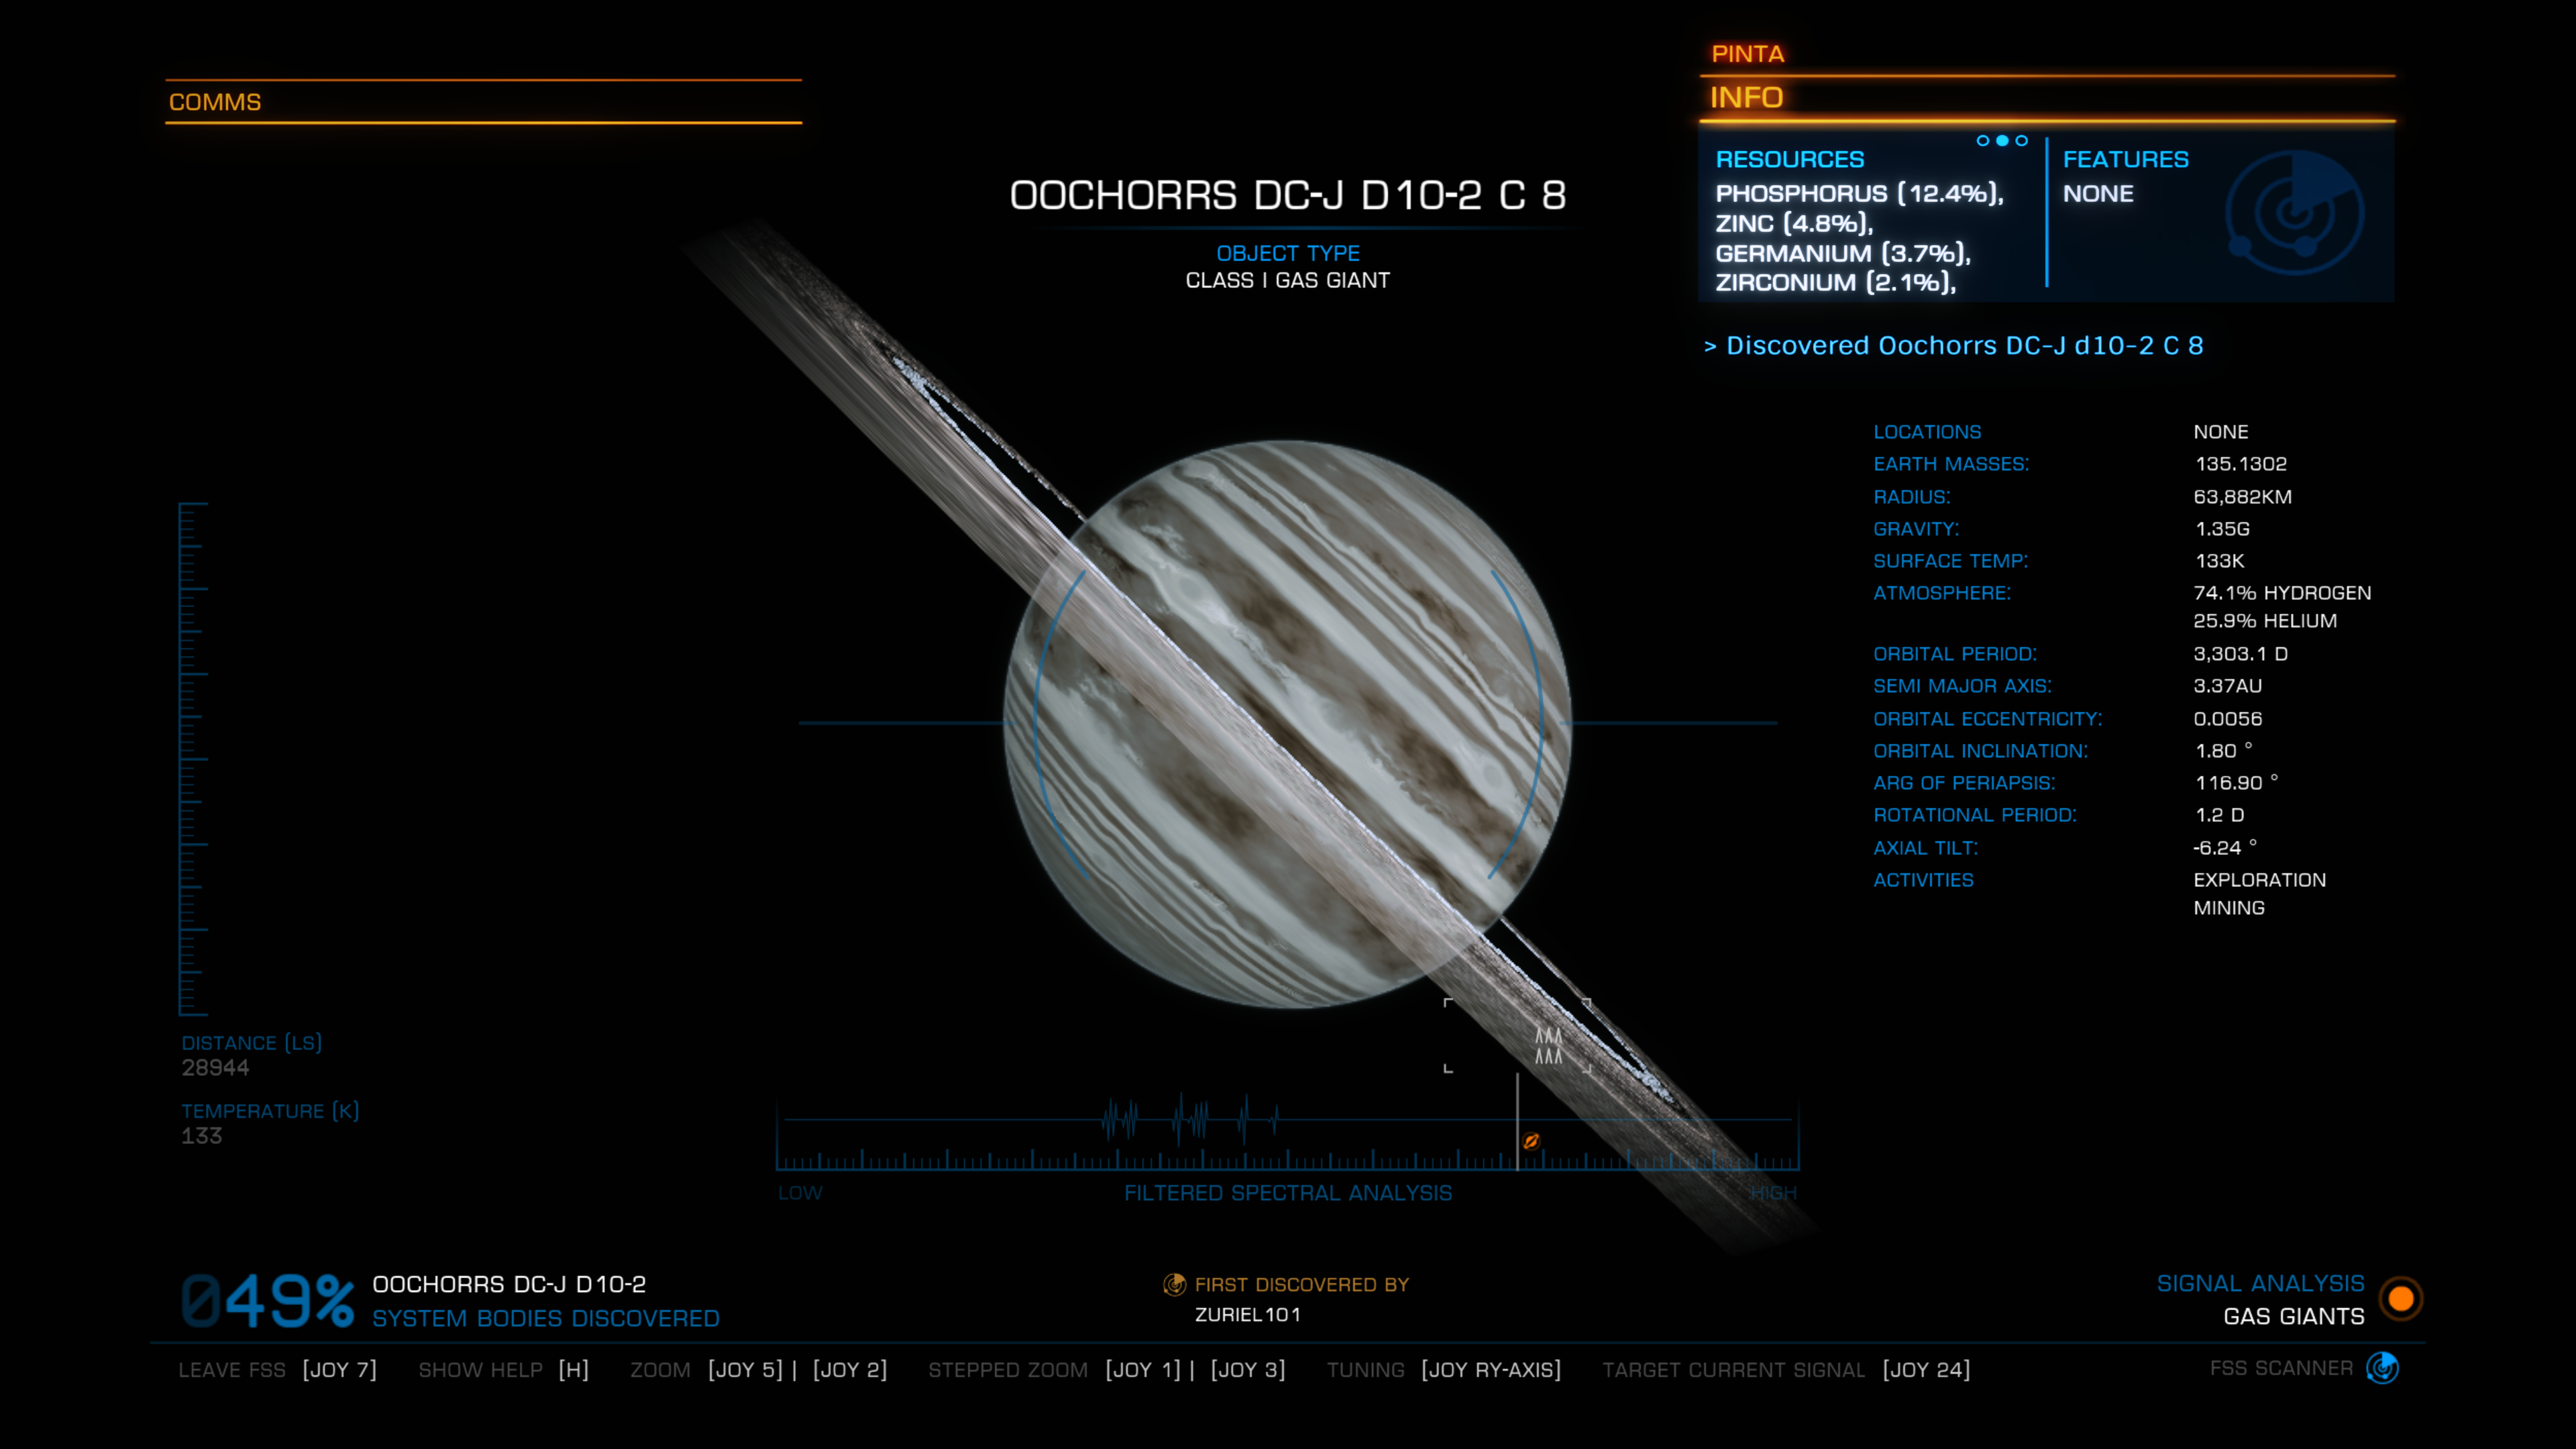 COMMS
PINTA
INFO
RESOURCES
PHOSPHORUS (12.4%),
ZINC (4.8%),
GERMANIUM (3.7%),
ZIRCONIUM (2.1%),
FEATURES
NONE
OOCHORRS DC-J D10-2 C 8
OBJECT TYPE
CLASS I GAS GIANT
> Discovered Oochorrs DC-J d10-2 C 8
LOCATIONS NONE
EARTH MASSES: 135.1302
RADIUS: 63,882KM
GRAVITY: 1.35G
SURFACE TEMP: 133K
ATMOSPHERE: 74.1% HYDROGEN
25.9% HELIUM
ORBITAL PERIOD: 3,303.1 D
SEMI MAJOR AXIS: 3.37AU
ORBITAL ECCENTRICITY: 0.0056
ORBITAL INCLINATION: 1.80 °
ARG OF PERIAPSIS: 116.90 °
ROTATIONAL PERIOD: 1.2 D
AXIAL TILT: -6.24 °
ACTIVITIES EXPLORATION
MINING
DISTANCE (LS)
28944
TEMPERATURE (K)
133
LOW FILTERED SPECTRAL ANALYSIS HIGH
049% OOCHORRS DC-J D10-2
SYSTEM BODIES DISCOVERED
FIRST DISCOVERED BY
ZURIEL101
SIGNAL ANALYSIS
GAS GIANTS
LEAVE FSS [JOY 7] SHOW HELP [H] ZOOM [JOY 5] | [JOY 2] STEPPED ZOOM [JOY 1] | [JOY 3] TUNING [JOY RY-AXIS] TARGET CURRENT SIGNAL [JOY 24] FSS SCANNER